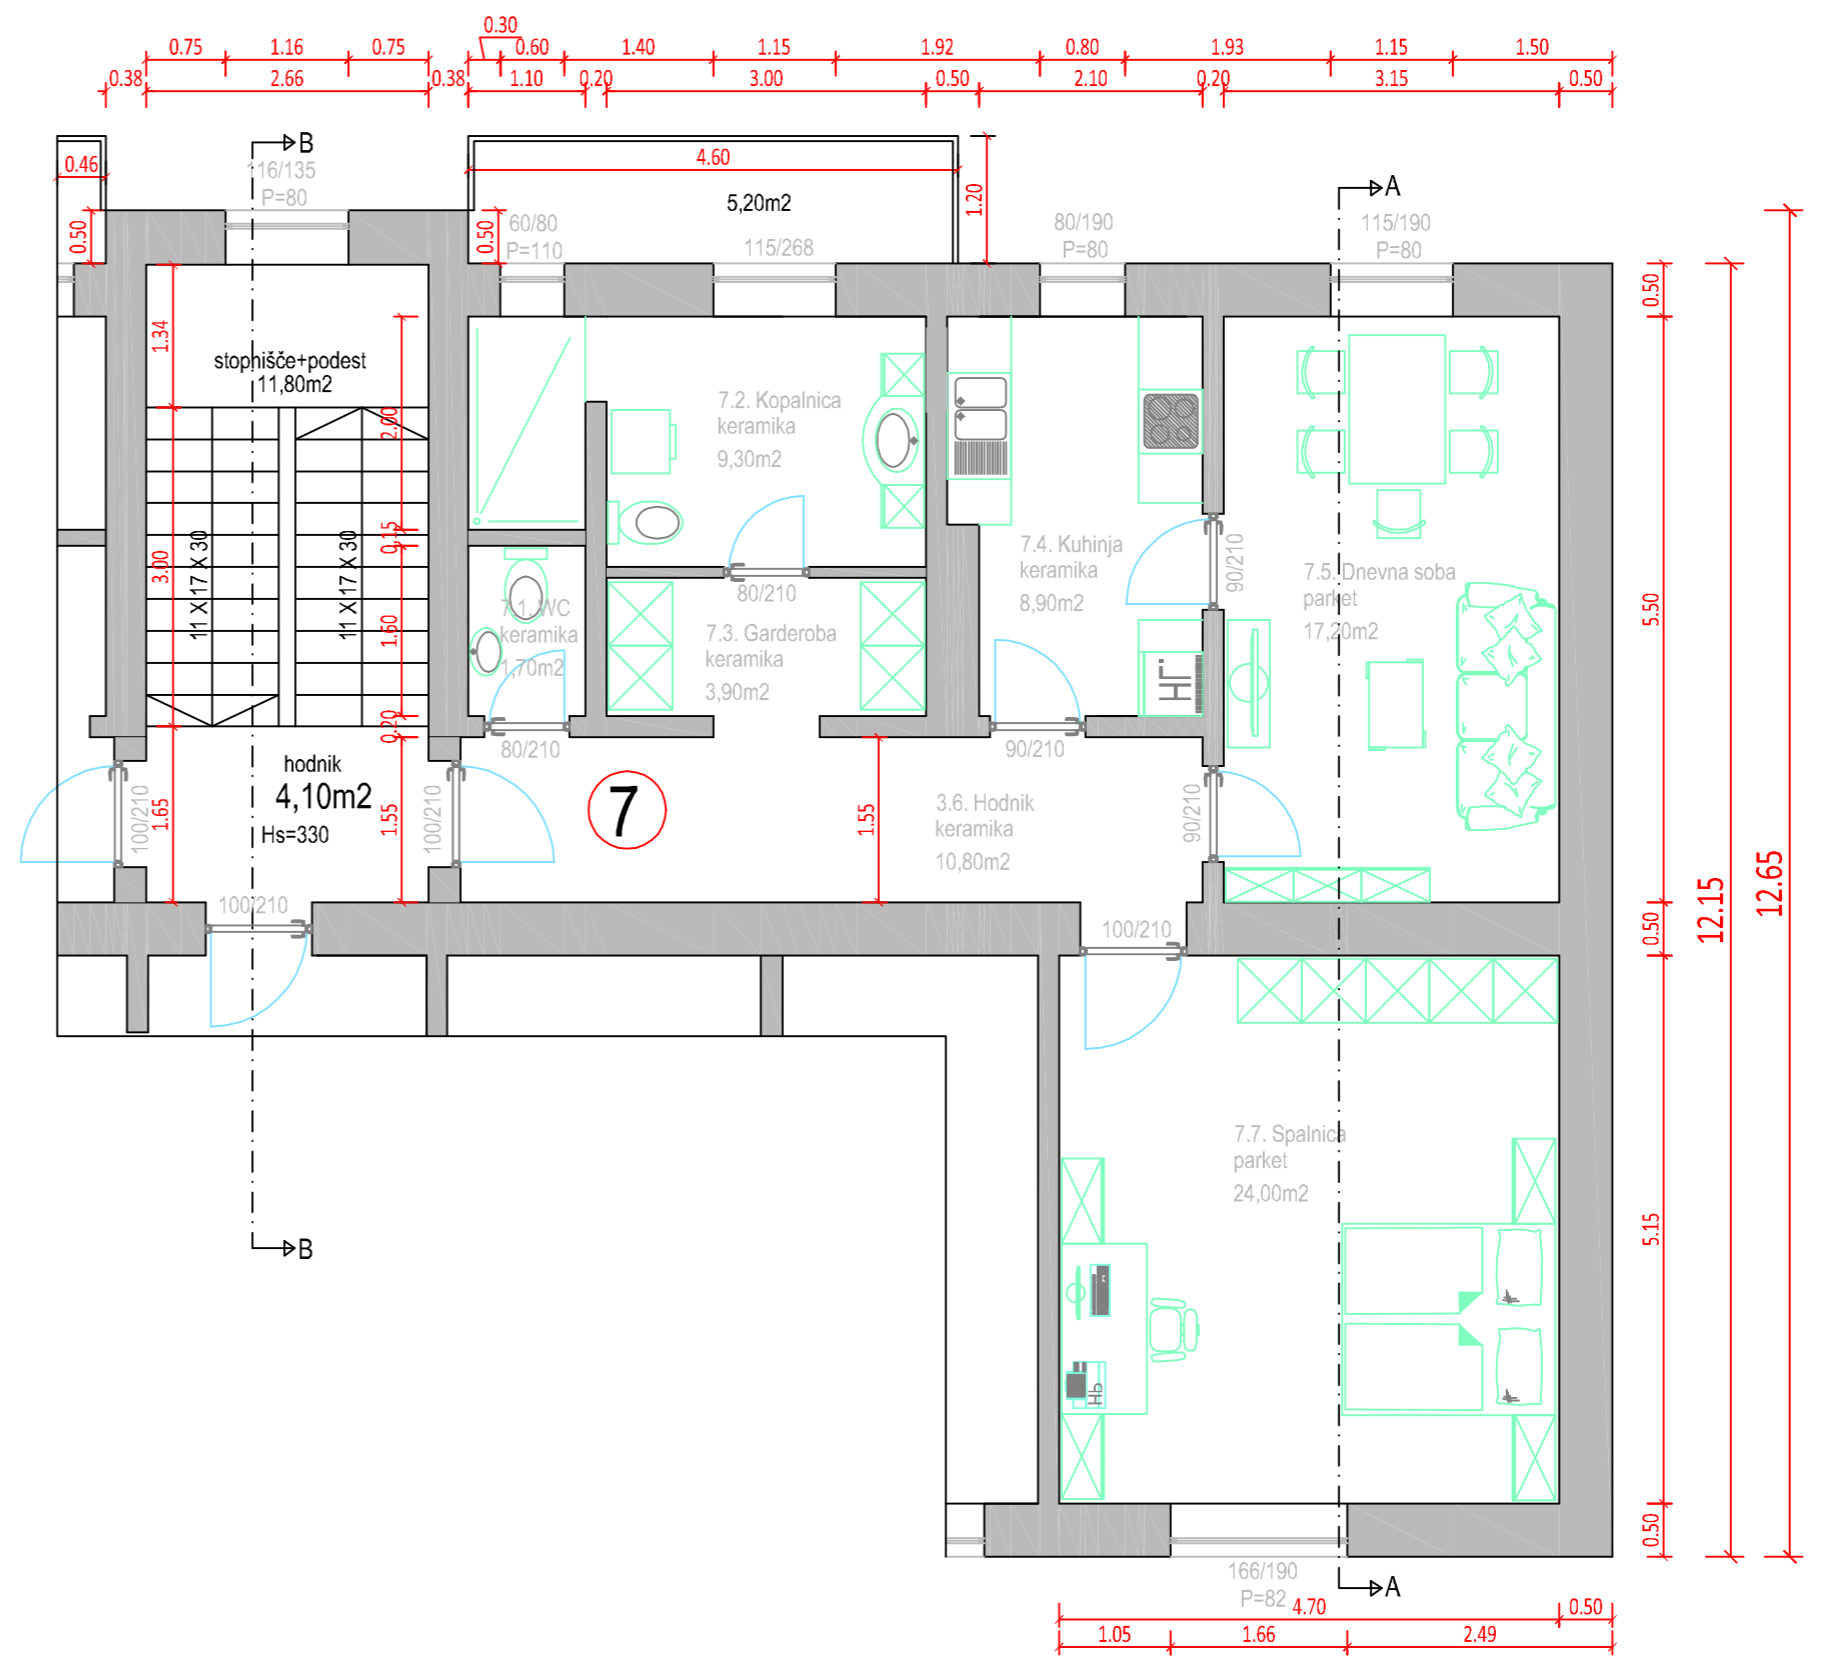 0.30
0.75 1.16 0.75 0.60 1.40 1.15 1.92 0.80 1.93 1.15 1.50
0.38 2.66 0.38 1.10 0.20 3.00 0.50 2.10 0.20 3.15 0.50
B
116/135
P=80
0.46
0.50
4.60
5,20m2
1.20
0.50
60/80
P=110
115/268
80/190
P=80
A
115/190
P=80
0.50
1.34
stopnišče+podest
11,80m2
2.00
0.15
3.00
11 X 17 X 30
11 X 17 X 30
1.60
0.20
7.2. Kopalnica
keramika
9,30m2
80/210
7.1. WC
keramika
1,70m2
80/210
7.3. Garderoba
keramika
3,90m2
7.4. Kuhinja
keramika
8,90m2
90/210
90/210
7.5. Dnevna soba
parket
17,20m2
5.50
hodnik
4,10m2
Hs=330
100/210
1.65
1.55
100/210
100/210
7
1.55
3.6. Hodnik
keramika
10,80m2
90/210
100/210
0.50
12.15
12.65
7.7. Spalnica
parket
24,00m2
5.15
B
0.50
166/190
P=82
A
4.70 0.50
1.05 1.66 2.49